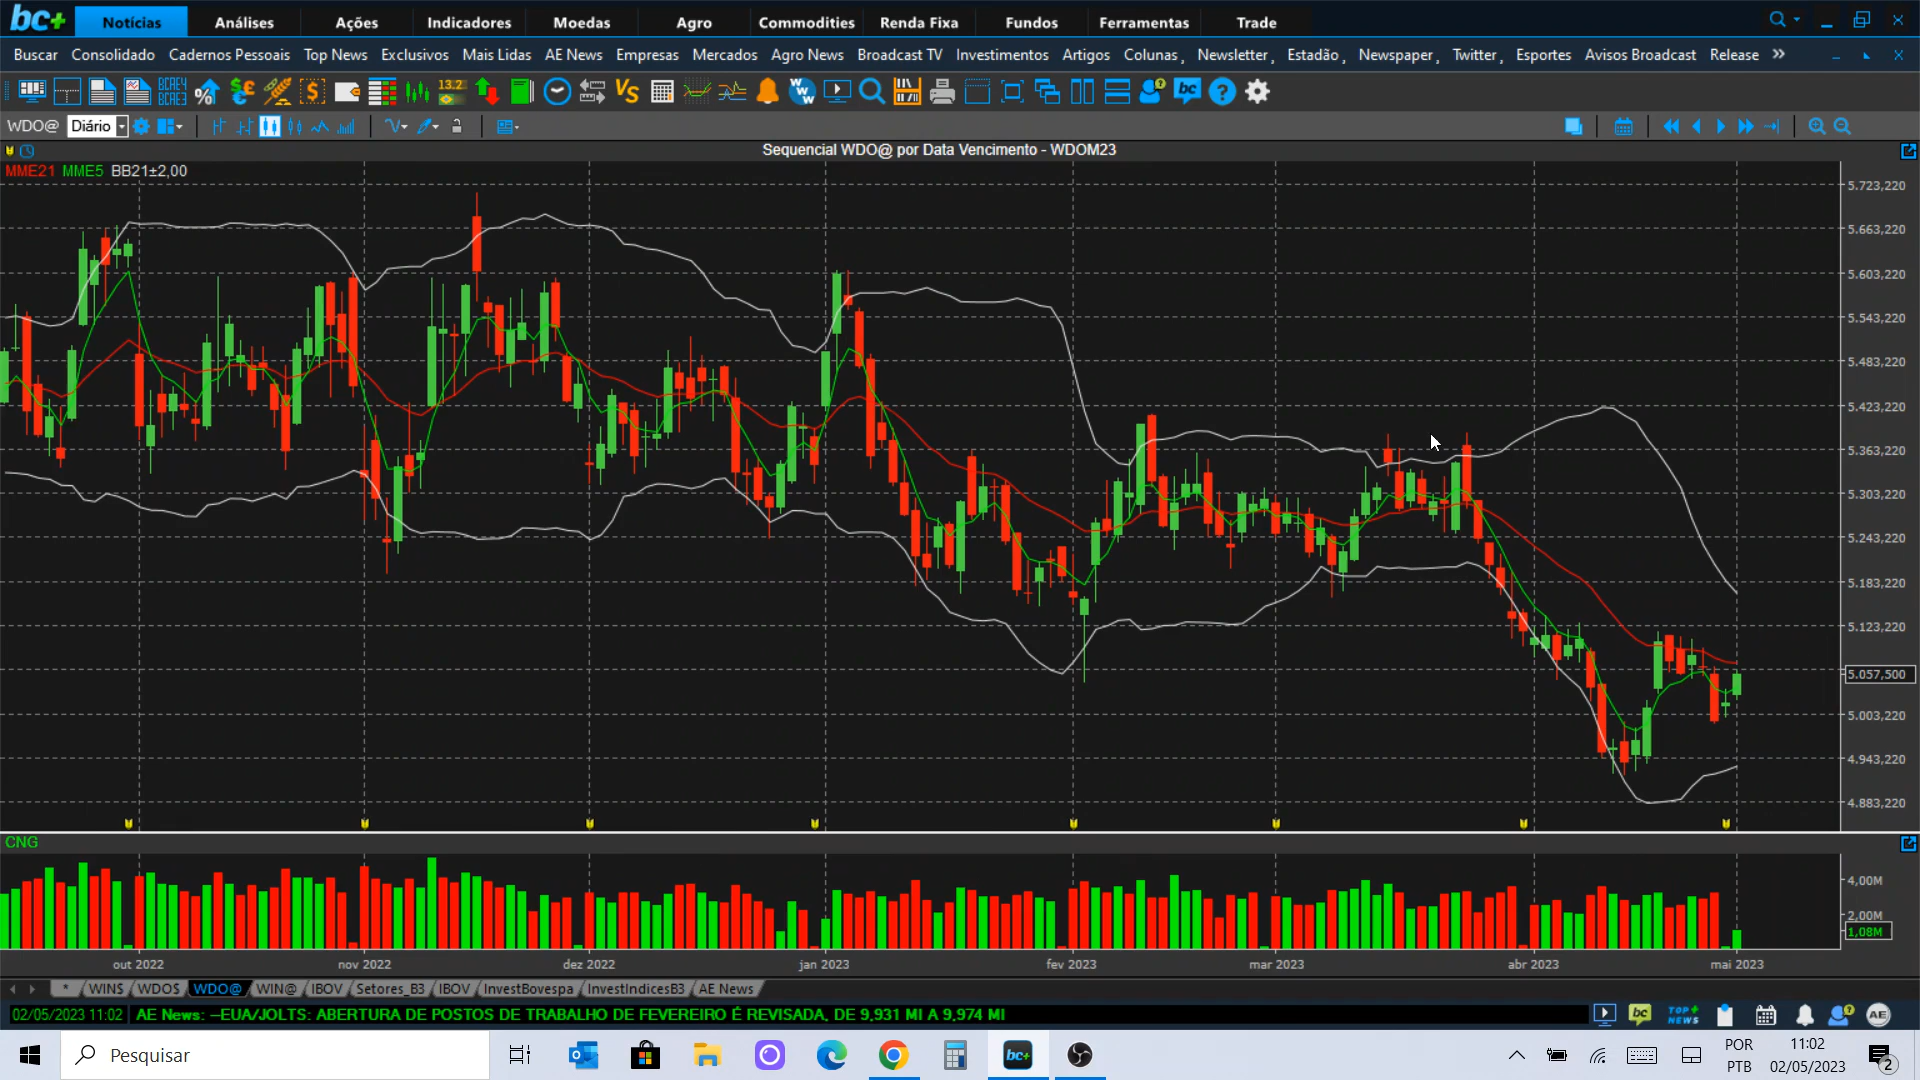 bc+ Notícias Análises Ações Indicadores Moedas Agro Commodities Renda Fixa Fundos Ferramentas Trade
Buscar Consolidado Cadernos Pessoais Top News Exclusivos Mais Lidas AE News Empresas Mercados Agro News Broadcast TV Investimentos Artigos Colunas Newsletter Estadão Newspaper Twitter Esportes Avisos Broadcast Release »
WDO@ Diário
Sequencial WDO@ por Data Vencimento - WDOM23
MME21 MME5 BB21±2,00
5.723,220
5.663,220
5.603,220
5.543,220
5.483,220
5.423,220
5.363,220
5.303,220
5.243,220
5.183,220
5.123,220
5.057,500
5.003,220
4.943,220
4.883,220
CNG
4,00M
2,00M
1,08M
out 2022 nov 2022 dez 2022 jan 2023 fev 2023 mar 2023 abr 2023 mai 2023
* WIN$ WDO$ WDO@ WIN@ IBOV Setores_B3 IBOV InvestBovespa InvestIndicesB3 AE News
02/05/2023 11:02 AE News: --EUA/JOLTS: ABERTURA DE POSTOS DE TRABALHO DE FEVEREIRO É REVISADA, DE 9,931 MI A 9,974 MI bc TOP+ NEWS AE
Pesquisar bc+ POR PTB 11:02 02/05/2023 2